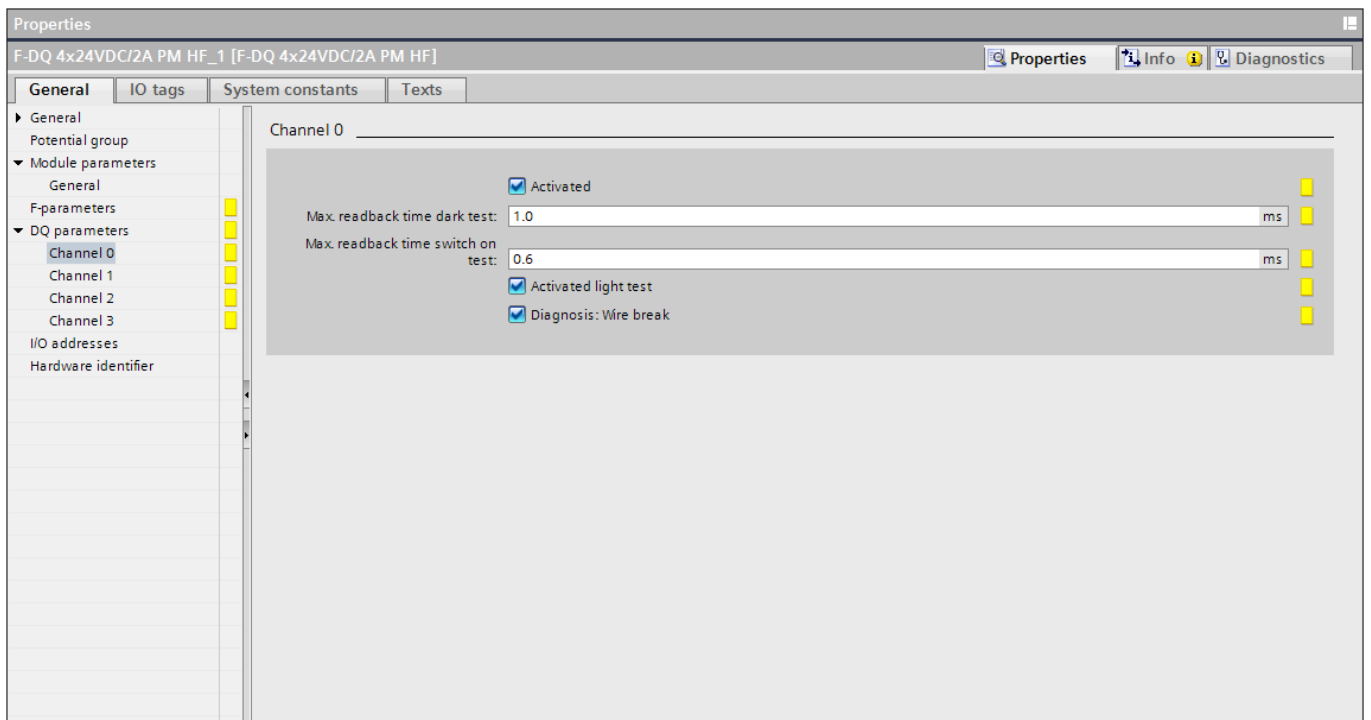 Properties
F-DQ 4x24VDC/2A PM HF_1 [F-DQ 4x24VDC/2A PM HF]
Properties
Info
Diagnostics
General
IO tags
System constants
Texts
General
Potential group
Module parameters
General
F-parameters
DQ parameters
Channel 0
Channel 1
Channel 2
Channel 3
I/O addresses
Hardware identifier
Channel 0
Activated
Max. readback time dark test: 1.0 ms
Max. readback time switch on
test: 0.6 ms
Activated light test
Diagnosis: Wire break